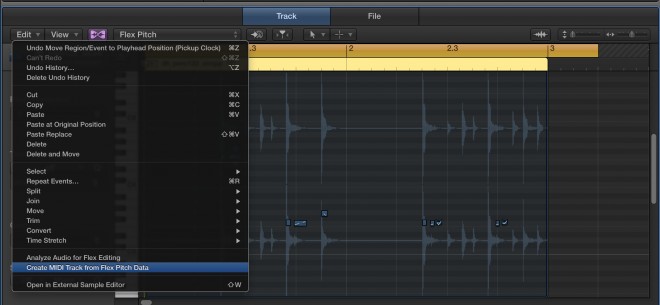 Track
File
Edit
View
Flex Pitch
Undo Move Region/Event to Playhead Position (Pickup Clock) ⌘Z
.3
2
2.3
3
Can't Redo ⇧⌘Z
Undo History... ⌥Z
Delete Undo History
Cut ⌘X
Copy ⌘C
Paste ⌘V
Paste at Original Position
Paste Replace ⇧⌘V
Delete
Delete and Move
Select
Repeat Events... ⌘R
Split
Join
Move
Trim
Convert
Time Stretch
Analyze Audio for Flex Editing
Create MIDI Track from Flex Pitch Data
Open in External Sample Editor ⇧W